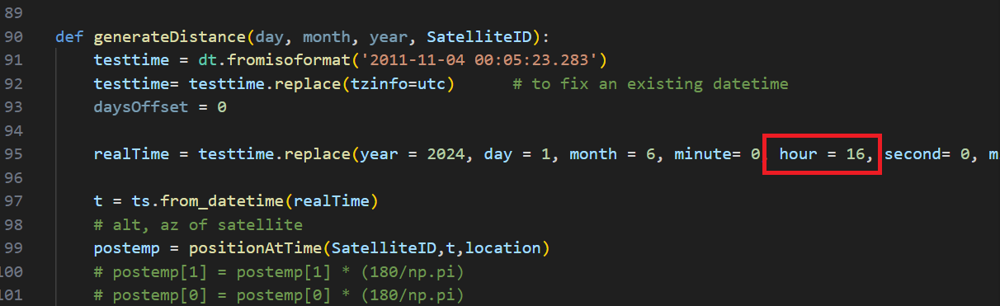 89
90 def generateDistance(day, month, year, SatelliteID):
91 testtime = dt.fromisoformat('2011-11-04 00:05:23.283')
92 testtime= testtime.replace(tzinfo=utc) # to fix an existing datetime
93 daysOffset = 0
94
95 realTime = testtime.replace(year = 2024, day = 1, month = 6, minute= 0, hour = 16, second= 0, m
96
97 t = ts.from_datetime(realTime)
98 # alt, az of satellite
99 postemp = positionAtTime(SatelliteID,t,location)
100 # postemp[1] = postemp[1] * (180/np.pi)
101 # postemp[0] = postemp[0] * (180/np.pi)